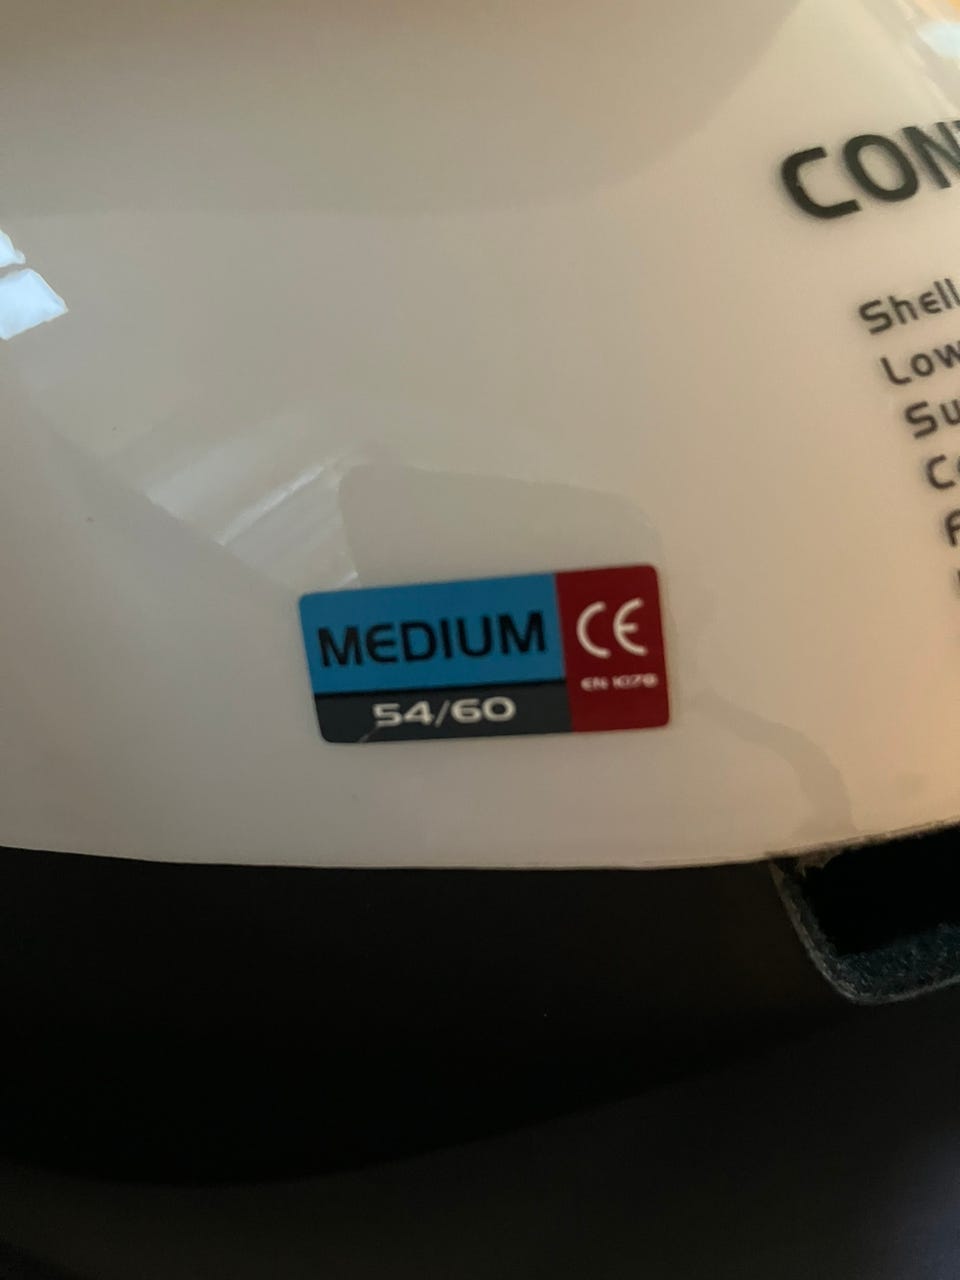 CON
Shell
Low
Su
MEDIUM
CE
EN 1078
54/60